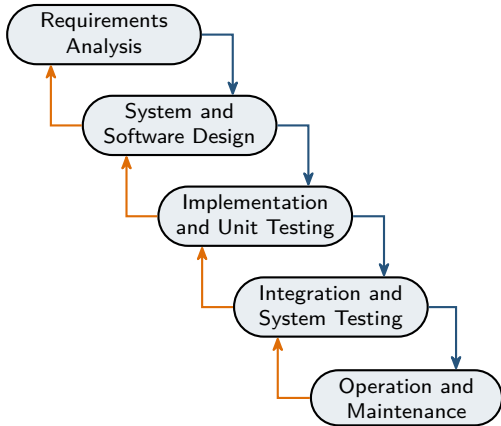 Requirements
Analysis
System and
Software Design
Implementation
and Unit Testing
Integration and
System Testing
Operation and
Maintenance